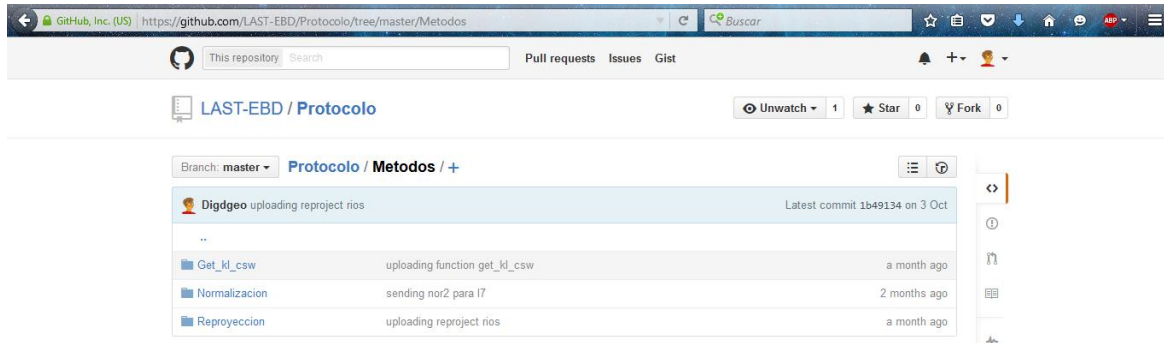 GitHub, Inc. (US) https://github.com/LAST-EBD/Protocolo/tree/master/Metodos Buscar ABP
This repository Search Pull requests Issues Gist
LAST-EBD / Protocolo Unwatch 1 Star 0 Fork 0
Branch: master Protocolo / Metodos / +
Digdgeo uploading reproject rios Latest commit 1b49134 on 3 Oct
..
Get_kl_csw uploading function get_kl_csw a month ago
Normalizacion sending nor2 para l7 2 months ago
Reproyeccion uploading reproject rios a month ago